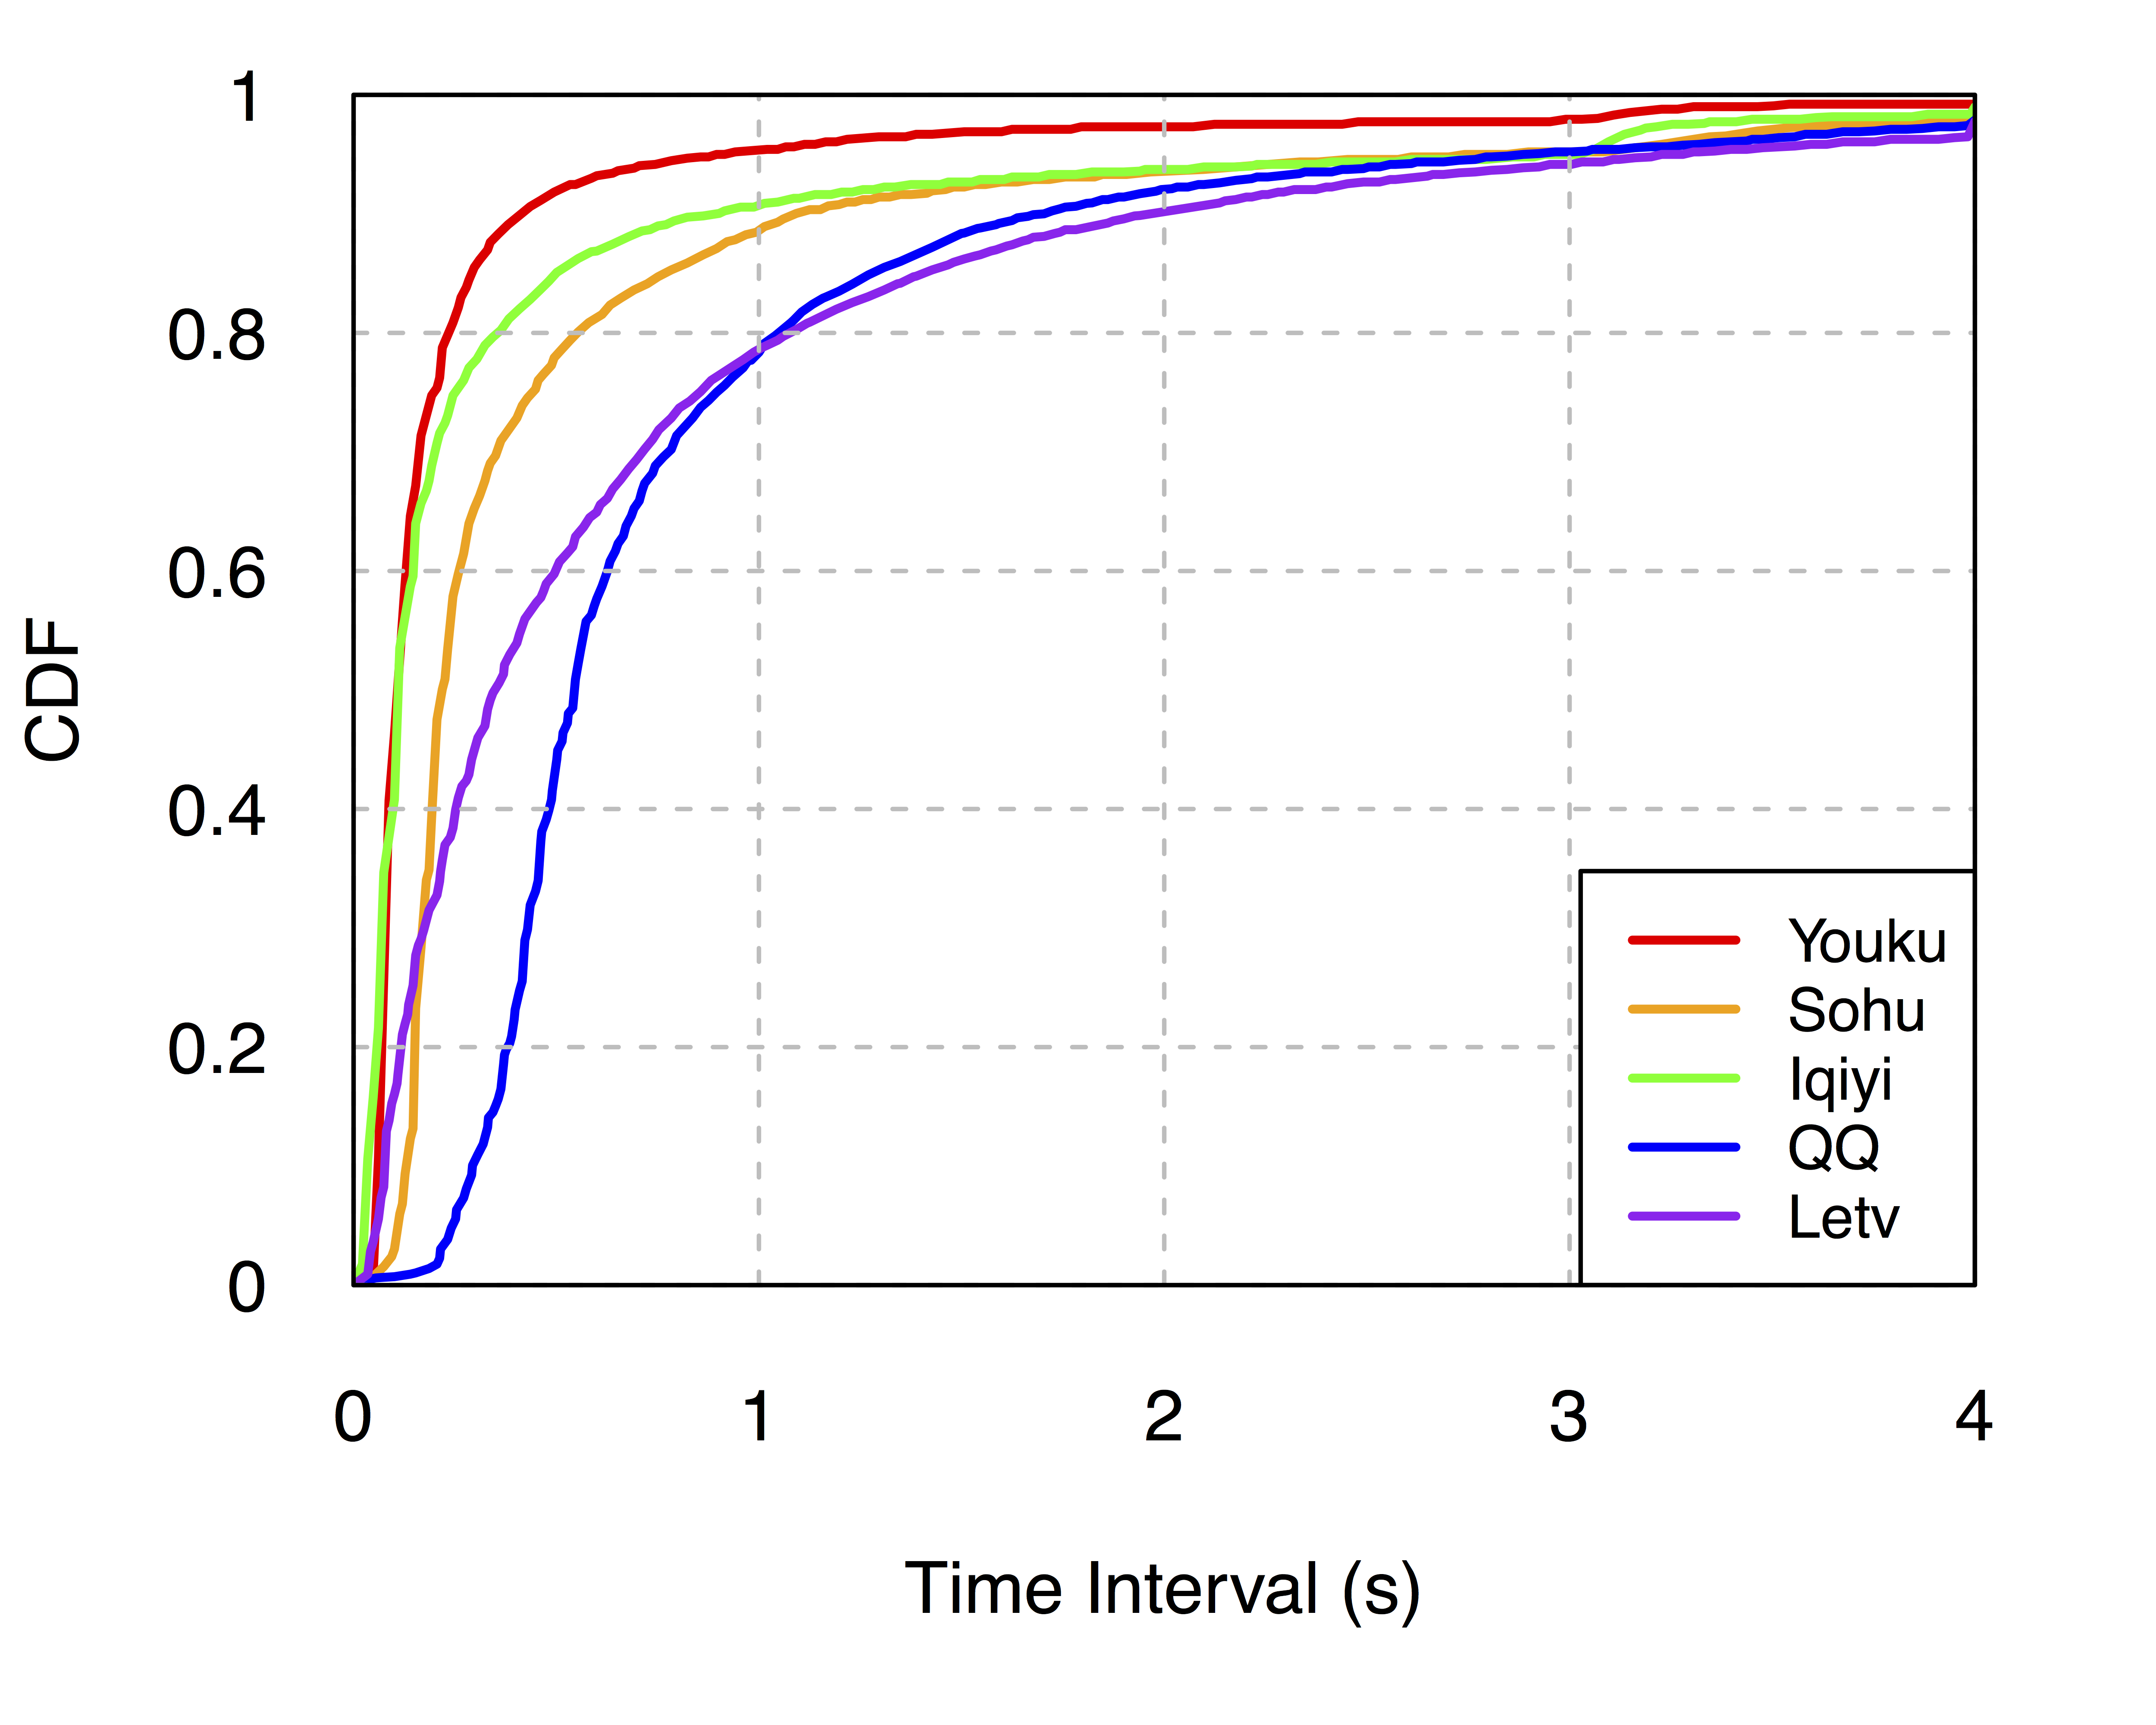 1
0.8
0.6
0.4
0.2
0
CDF
0 1 2 3 4
Time Interval (s)
Youku
Sohu
Iqiyi
QQ
Letv